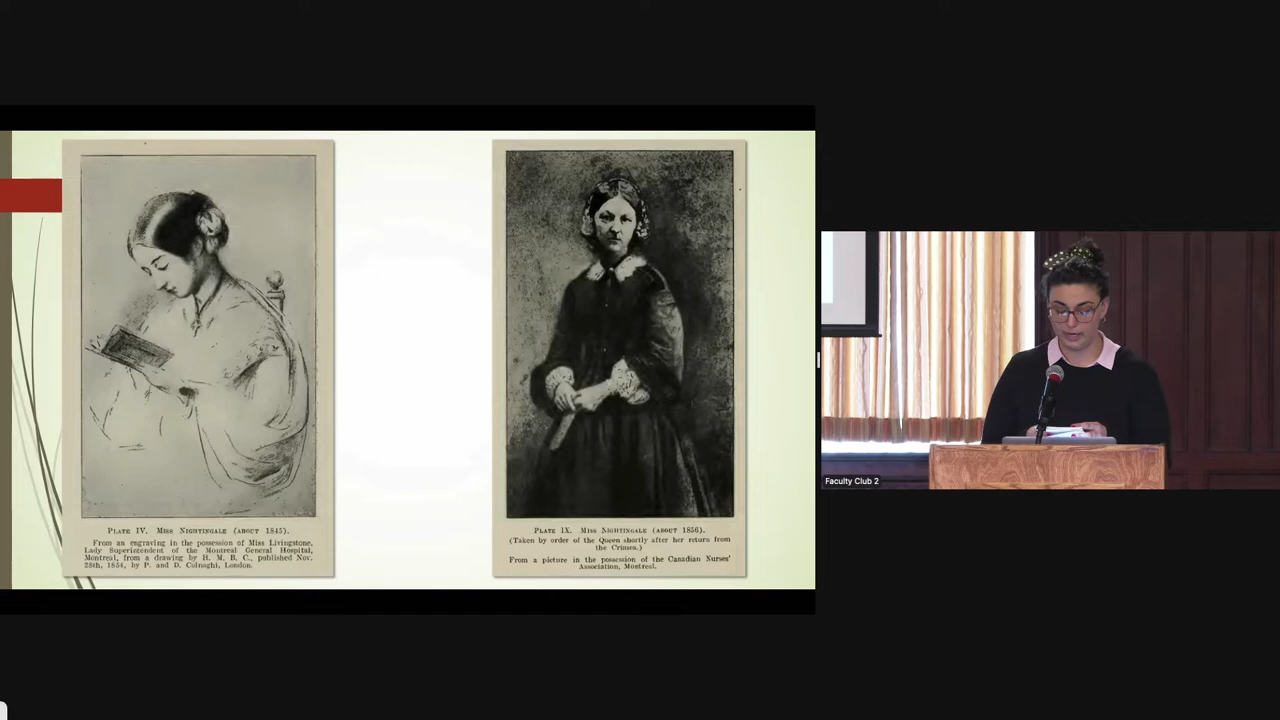 PLATE IV. MISS NIGHTINGALE (ABOUT 1845).
From an engraving in the possession of Miss Livingstone,
Lady Superintendent of the Montreal General Hospital,
Montreal, from a drawing by H. M. B. C., published Nov.
28th, 1854, by P. and D. Colnaghi, London.
PLATE IX. MISS NIGHTINGALE (ABOUT 1856).
(Taken by order of the Queen shortly after her return from
the Crimea.)
From a picture in the possession of the Canadian Nurses'
Association, Montreal.
Faculty Club 2